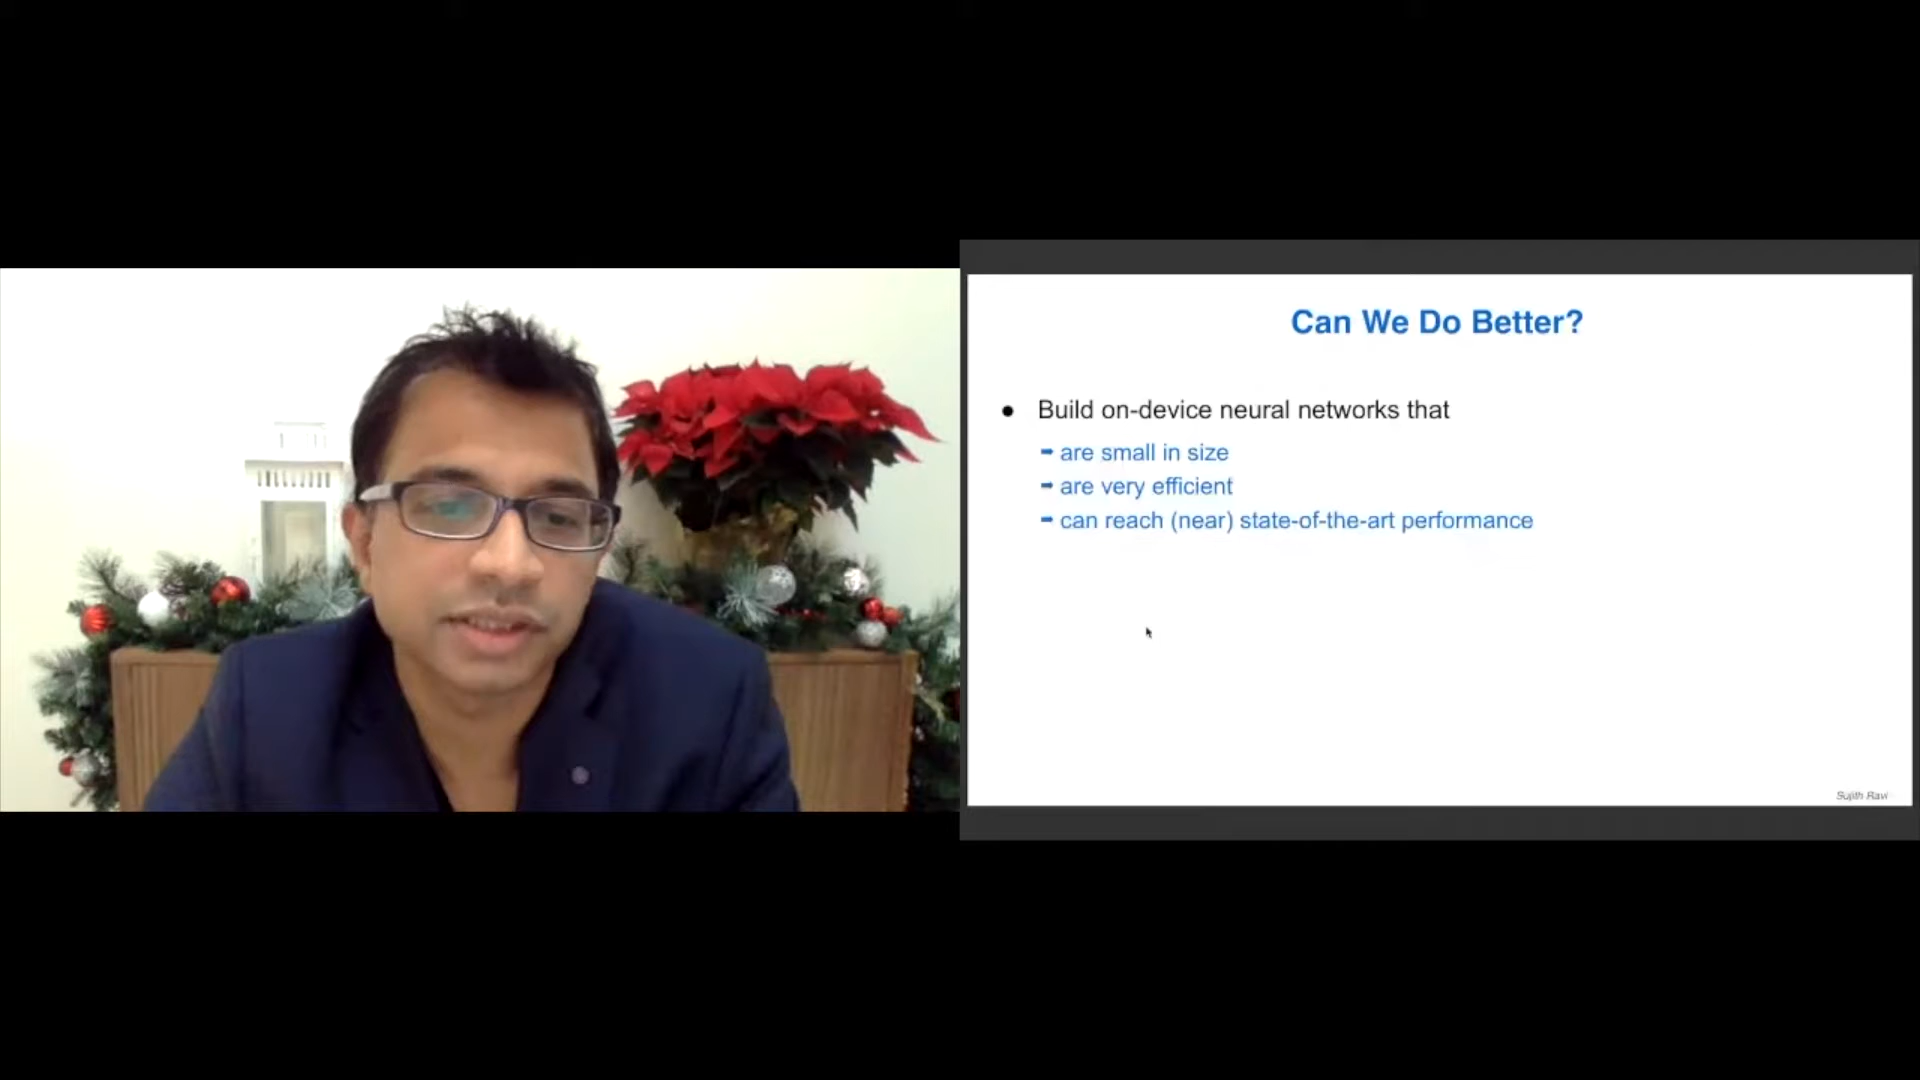 Can We Do Better?
● Build on-device neural networks that
➡ are small in size
➡ are very efficient
➡ can reach (near) state-of-the-art performance
Sujith Ravi